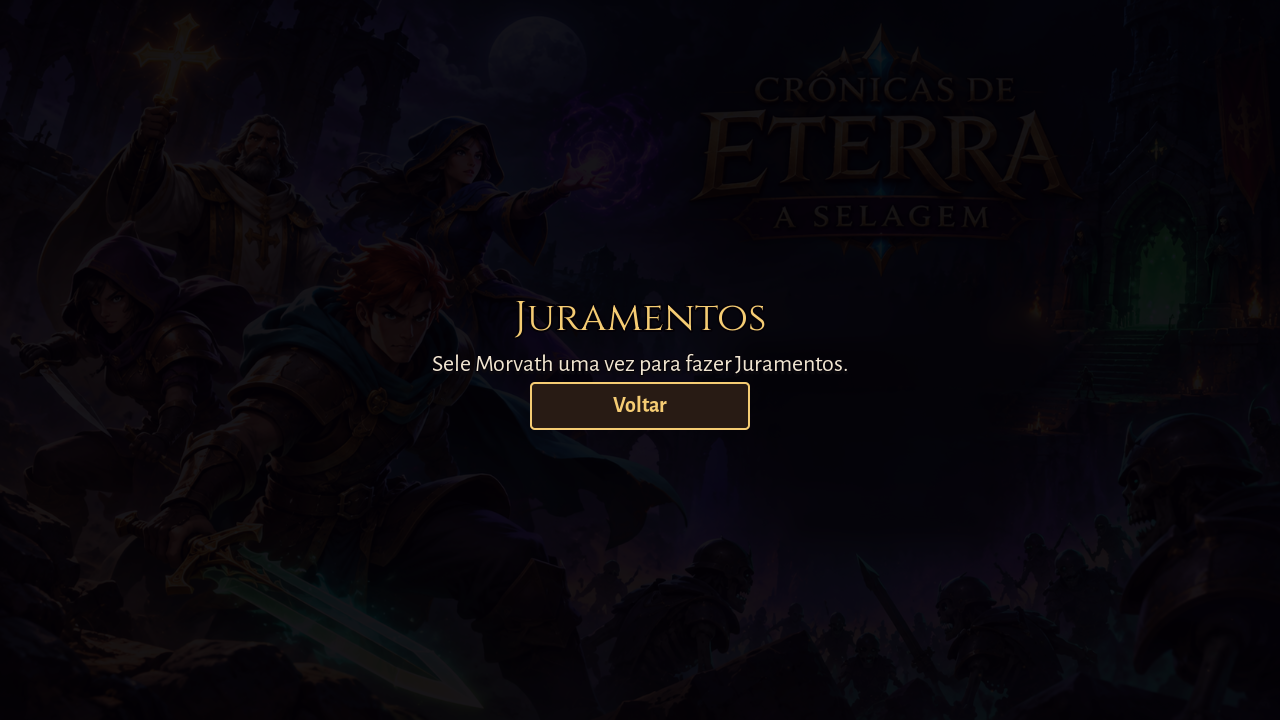 CRÔNICAS DE
ETERRA
A SELAGEM
Juramentos
Sele Morvath uma vez para fazer Juramentos.
Voltar